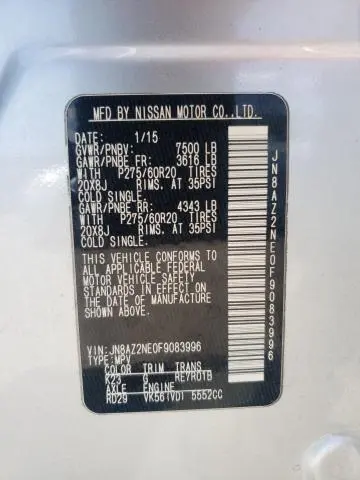 MFD BY NISSAN MOTOR CO.,LTD.
DATE: 1/15
GVWR/PNBV: 7500 LB
GAWR/PNBE FR: 3616 LB
WITH P275/60R20 TIRES
20X8J RIMS. AT 35PSI
COLD SINGLE.
GAWR/PNBE RR: 4343 LB
WITH P275/60R20 TIRES
20X8J RIMS. AT 35PSI
COLD SINGLE.
THIS VEHICLE CONFORMS TO
ALL APPLICABLE FEDERAL
MOTOR VEHICLE SAFETY
STANDARDS IN EFFECT ON
THE DATE OF MANUFACTURE
SHOWN ABOVE.
VIN: JN8AZ2NE0F9083996
TYPE: MPV
COLOR TRIM TRANS
K23 G RE7R01B
AXLE ENGINE
RD29 VK56(VD) 5552CC
JN8AZ2NE0F9083996